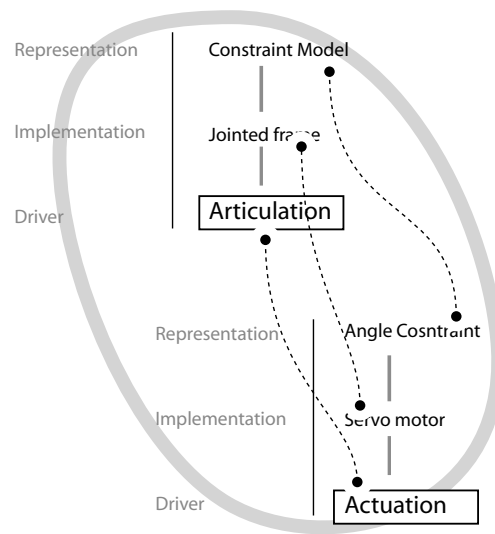 Representation
Constraint Model
Implementation
Jointed frame
Driver
Articulation
Representation
Angle Cosntraint
Implementation
Servo motor
Driver
Actuation